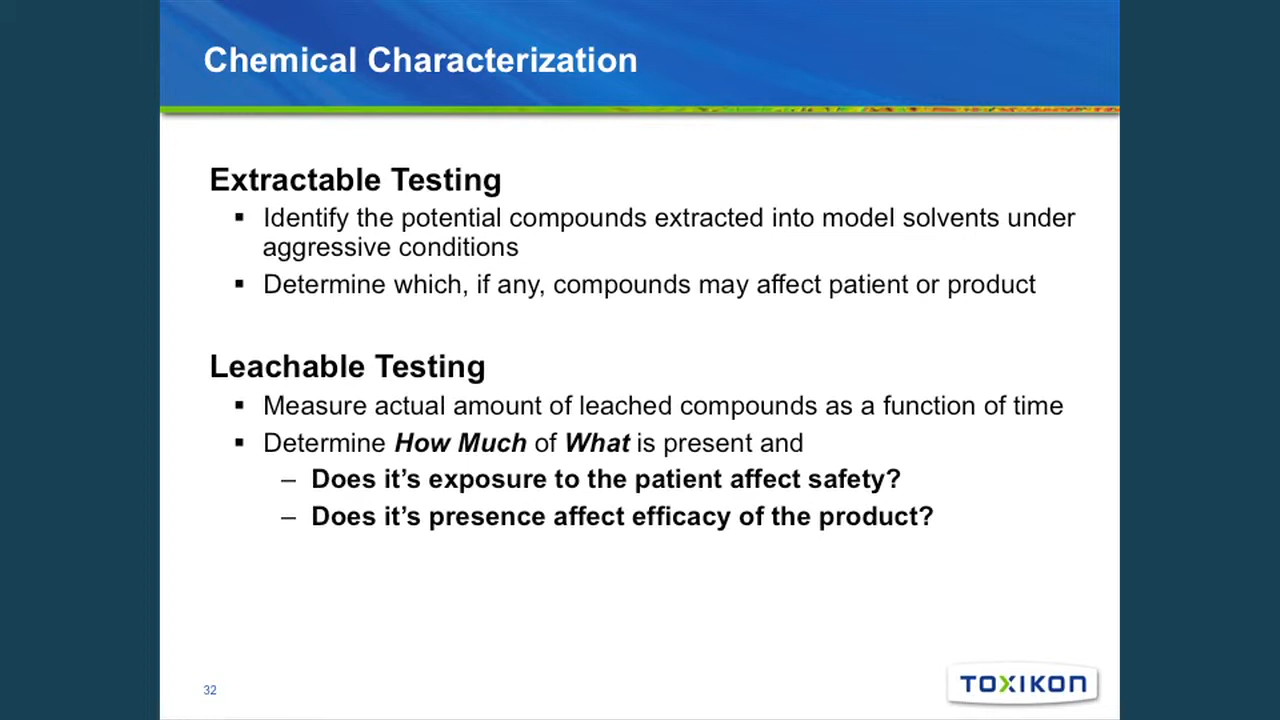 Chemical Characterization
Extractable Testing
▪ Identify the potential compounds extracted into model solvents under
aggressive conditions
▪ Determine which, if any, compounds may affect patient or product
Leachable Testing
▪ Measure actual amount of leached compounds as a function of time
▪ Determine How Much of What is present and
– Does it’s exposure to the patient affect safety?
– Does it’s presence affect efficacy of the product?
32
TOXIKON